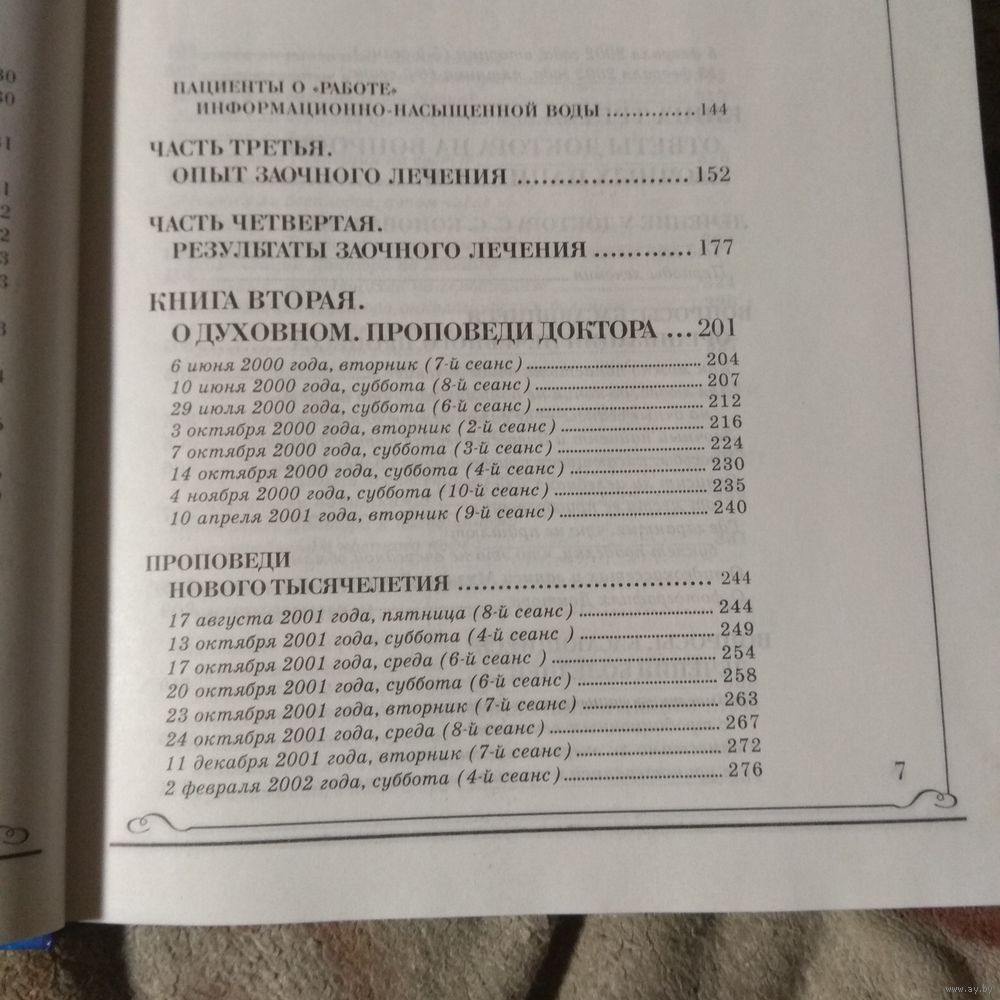 ПАЦИЕНТЫ О «РАБОТЕ»
ИНФОРМАЦИОННО-НАСЫЩЕННОЙ ВОДЫ .............. 144
ЧАСТЬ ТРЕТЬЯ.
ОПЫТ ЗАОЧНОГО ЛЕЧЕНИЯ ..................... 152
ЧАСТЬ ЧЕТВЕРТАЯ.
РЕЗУЛЬТАТЫ ЗАОЧНОГО ЛЕЧЕНИЯ ............ 177
КНИГА ВТОРАЯ.
О ДУХОВНОМ. ПРОПОВЕДИ ДОКТОРА ... 201
6 июня 2000 года, вторник (7-й сеанс) ........................ 204
10 июня 2000 года, суббота (8-й сеанс) ........................ 207
29 июля 2000 года, суббота (6-й сеанс) ........................ 212
3 октября 2000 года, вторник (2-й сеанс) ........................ 216
7 октября 2000 года, суббота (3-й сеанс) ........................ 224
14 октября 2000 года, суббота (4-й сеанс) ........................ 230
4 ноября 2000 года, суббота (10-й сеанс) ........................ 235
10 апреля 2001 года, вторник (9-й сеанс) ........................ 240
ПРОПОВЕДИ
НОВОГО ТЫСЯЧЕЛЕТИЯ ................................ 244
17 августа 2001 года, пятница (8-й сеанс) ........................ 244
13 октября 2001 года, суббота (4-й сеанс ) ........................ 249
17 октября 2001 года, среда (6-й сеанс ) ........................ 254
20 октября 2001 года, суббота (6-й сеанс) ........................ 258
23 октября 2001 года, вторник (7-й сеанс) ........................ 263
24 октября 2001 года, среда (8-й сеанс) ........................ 267
11 декабря 2001 года, вторник (7-й сеанс) ........................ 272
2 февраля 2002 года, суббота (4-й сеанс) ........................ 276
7
www.ay.by